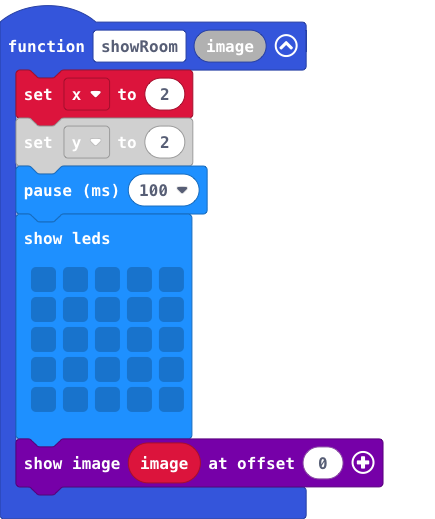 function showRoom image
set x to 2
set y to 2
pause (ms) 100
show leds
show image image at offset 0